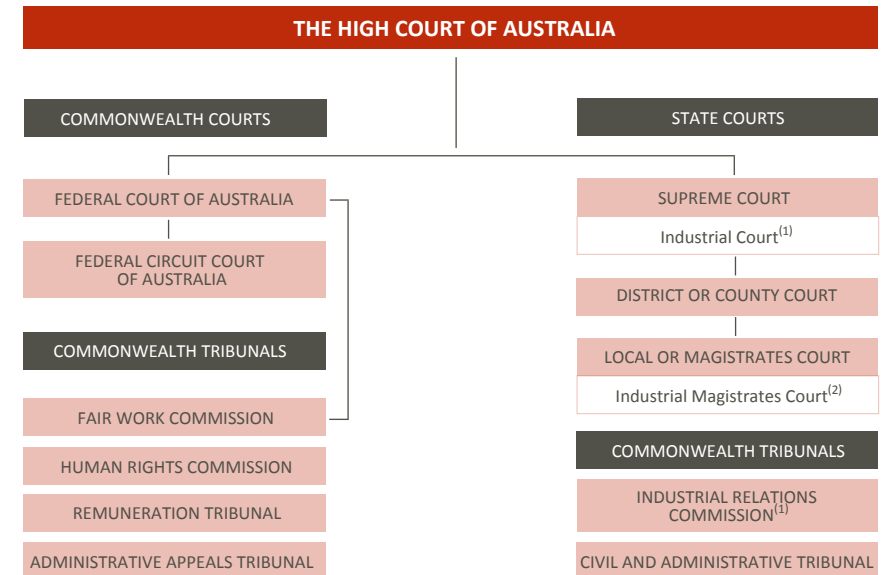 THE HIGH COURT OF AUSTRALIA
COMMONWEALTH COURTS
FEDERAL COURT OF AUSTRALIA
FEDERAL CIRCUIT COURT
OF AUSTRALIA
COMMONWEALTH TRIBUNALS
FAIR WORK COMMISSION
HUMAN RIGHTS COMMISSION
REMUNERATION TRIBUNAL
ADMINISTRATIVE APPEALS TRIBUNAL
STATE COURTS
SUPREME COURT
Industrial Court(1)
DISTRICT OR COUNTY COURT
LOCAL OR MAGISTRATES COURT
Industrial Magistrates Court(2)
COMMONWEALTH TRIBUNALS
INDUSTRIAL RELATIONS
COMMISSION(1)
CIVIL AND ADMINISTRATIVE TRIBUNAL